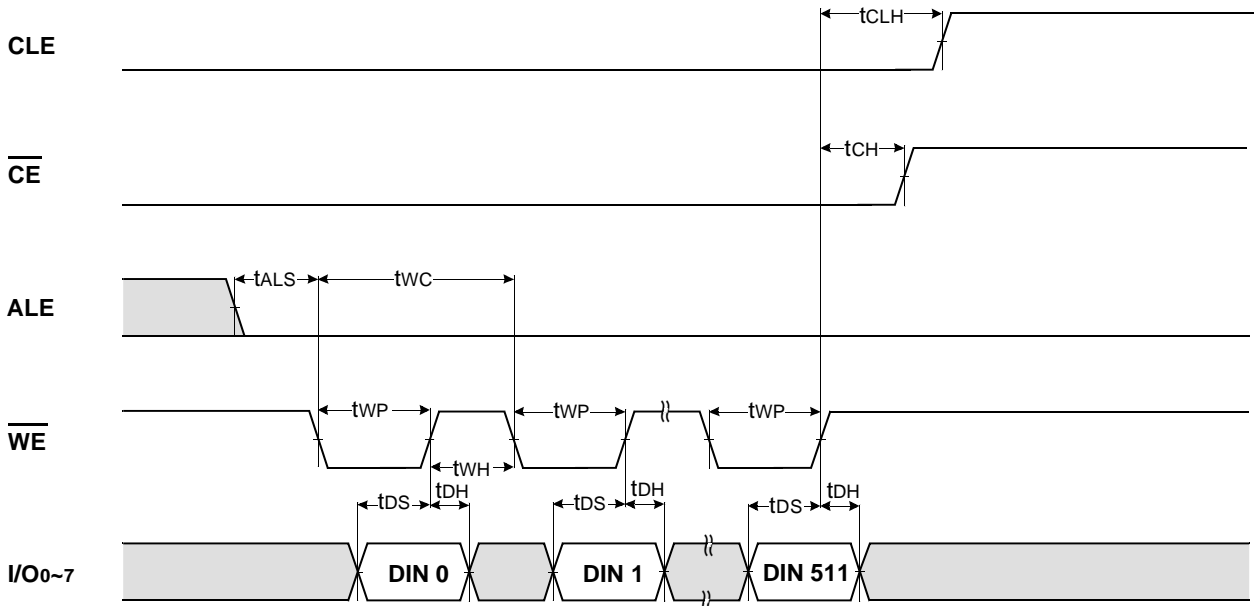 tCLH
CLE
tCH
CE
tALS
tWC
ALE
tWP
tWP
tWP
WE
tWH
tDS
tDH
tDS
tDH
tDS
tDH
I/O0~7
DIN 0
DIN 1
DIN 511